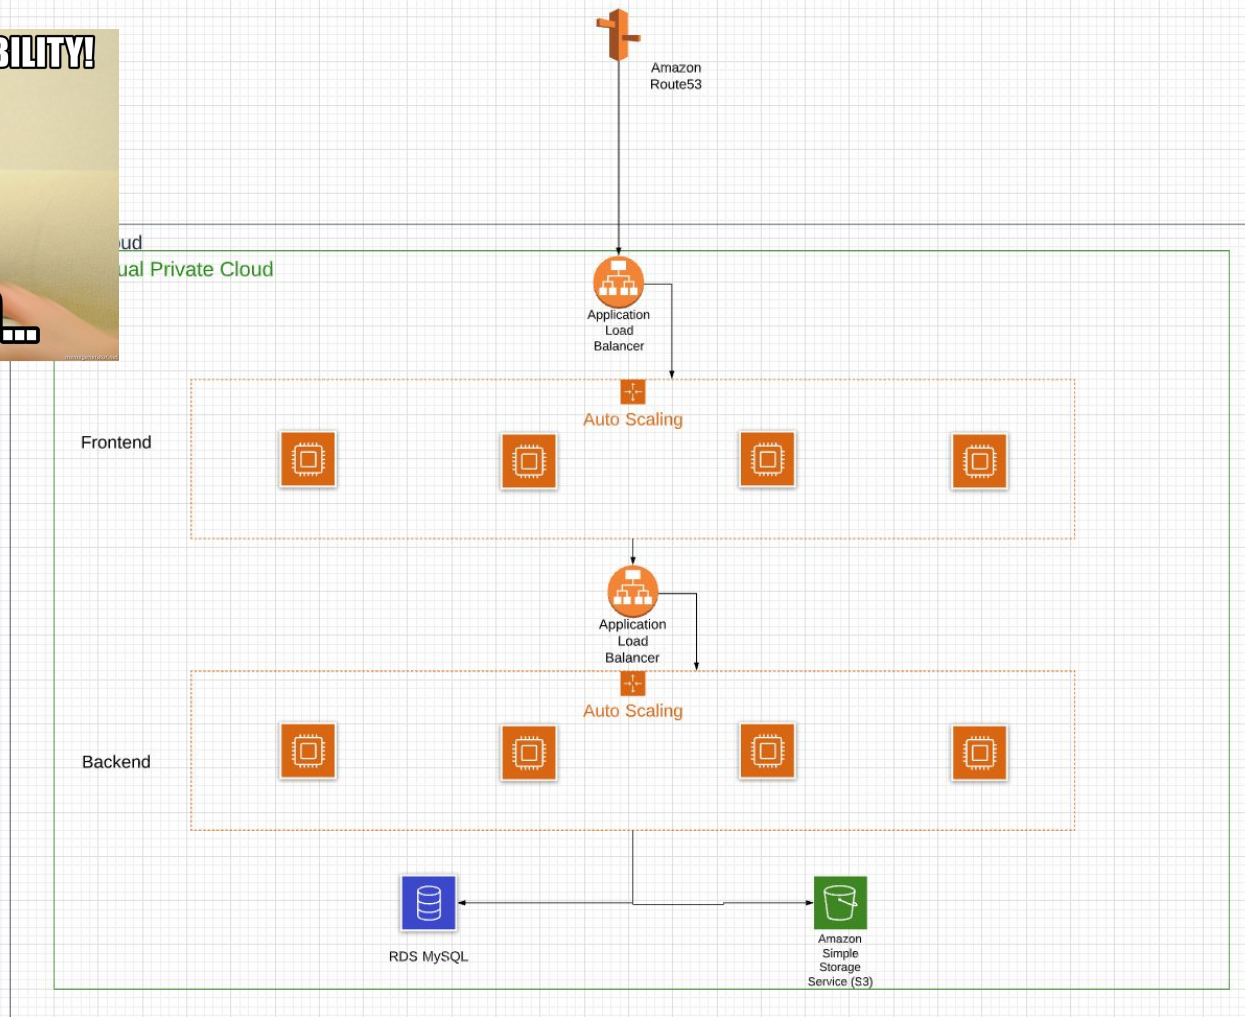 BILITY!
Amazon
Route53
oud
ual Private Cloud
Application
Load
Balancer
...
Auto Scaling
Frontend
Application
Load
Balancer
Auto Scaling
Backend
RDS MySQL
Amazon
Simple
Storage
Service (S3)